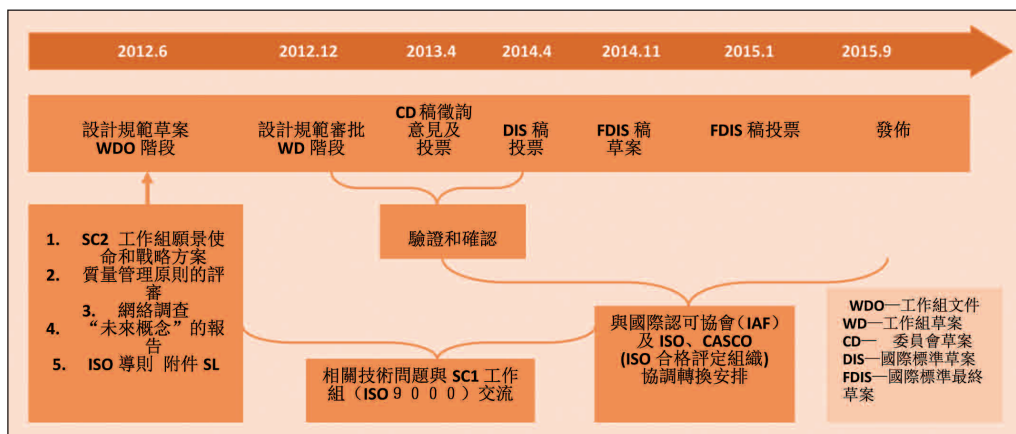 2012.6 2012.12 2013.4 2014.4 2014.11 2015.1 2015.9
設計規範草案
WDO 階段
設計規範審批
WD 階段
CD 稿徵詢
意見及
投票
DIS 稿
投票
FDIS 稿
草案
FDIS 稿投票
發佈
1. SC2 工作組願景使
命和戰略方案
2. 質量管理原則的評
審
3. 網絡調查
4. “未來概念”的報
告
5. ISO 導則 附件 SL
驗證和確認
相關技術問題與 SC1 工作
組（ISO９０００）交流
與國際認可協會（IAF）
及 ISO、CASCO
(ISO 合格評定組織)
協調轉換安排
WDO—工作組文件
WD—工作組草案
CD— 委員會草案
DIS—國際標準草案
FDIS—國際標準最終
草案